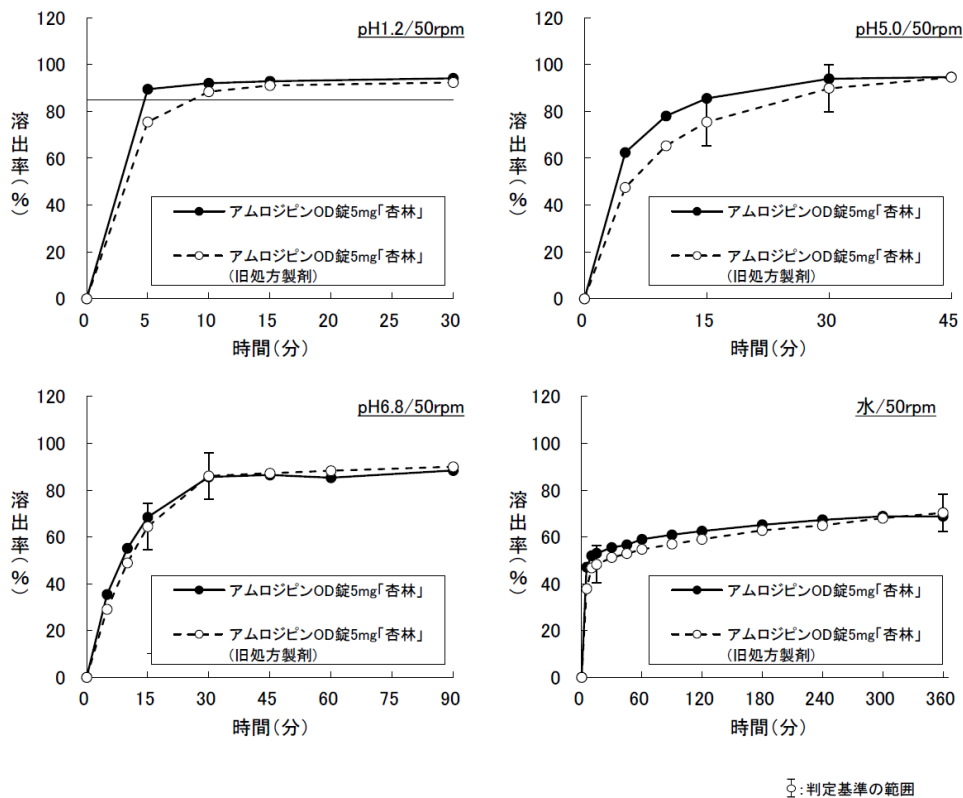 pH1.2/50rpm
120
100
80
60
40
20
0
溶出率(%)
アムロジピンOD錠5mg「杏林」
アムロジピンOD錠5mg「杏林」
(旧処方製剤)
0 5 10 15 20 25 30
時間(分)
pH5.0/50rpm
120
100
80
60
40
20
0
溶出率(%)
アムロジピンOD錠5mg「杏林」
アムロジピンOD錠5mg「杏林」
(旧処方製剤)
0 15 30 45
時間(分)
pH6.8/50rpm
120
100
80
60
40
20
0
溶出率(%)
アムロジピンOD錠5mg「杏林」
アムロジピンOD錠5mg「杏林」
(旧処方製剤)
0 15 30 45 60 75 90
時間(分)
水/50rpm
120
100
80
60
40
20
0
溶出率(%)
アムロジピンOD錠5mg「杏林」
アムロジピンOD錠5mg「杏林」
(旧処方製剤)
0 60 120 180 240 300 360
時間(分)
:判定基準の範囲